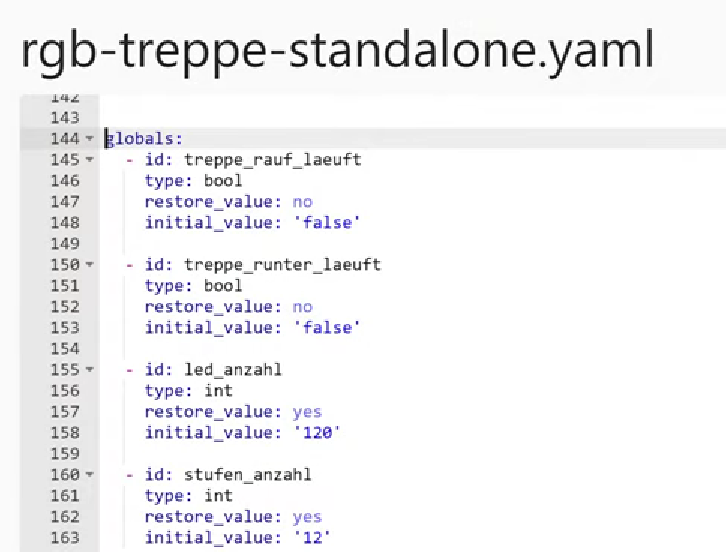 rgb-treppe-standalone.yaml
142
143
144 globals:
145 - id: treppe_rauf_laeuft
146 type: bool
147 restore_value: no
148 initial_value: 'false'
149
150 - id: treppe_runter_laeuft
151 type: bool
152 restore_value: no
153 initial_value: 'false'
154
155 - id: led_anzahl
156 type: int
157 restore_value: yes
158 initial_value: '120'
159
160 - id: stufen_anzahl
161 type: int
162 restore_value: yes
163 initial_value: '12'